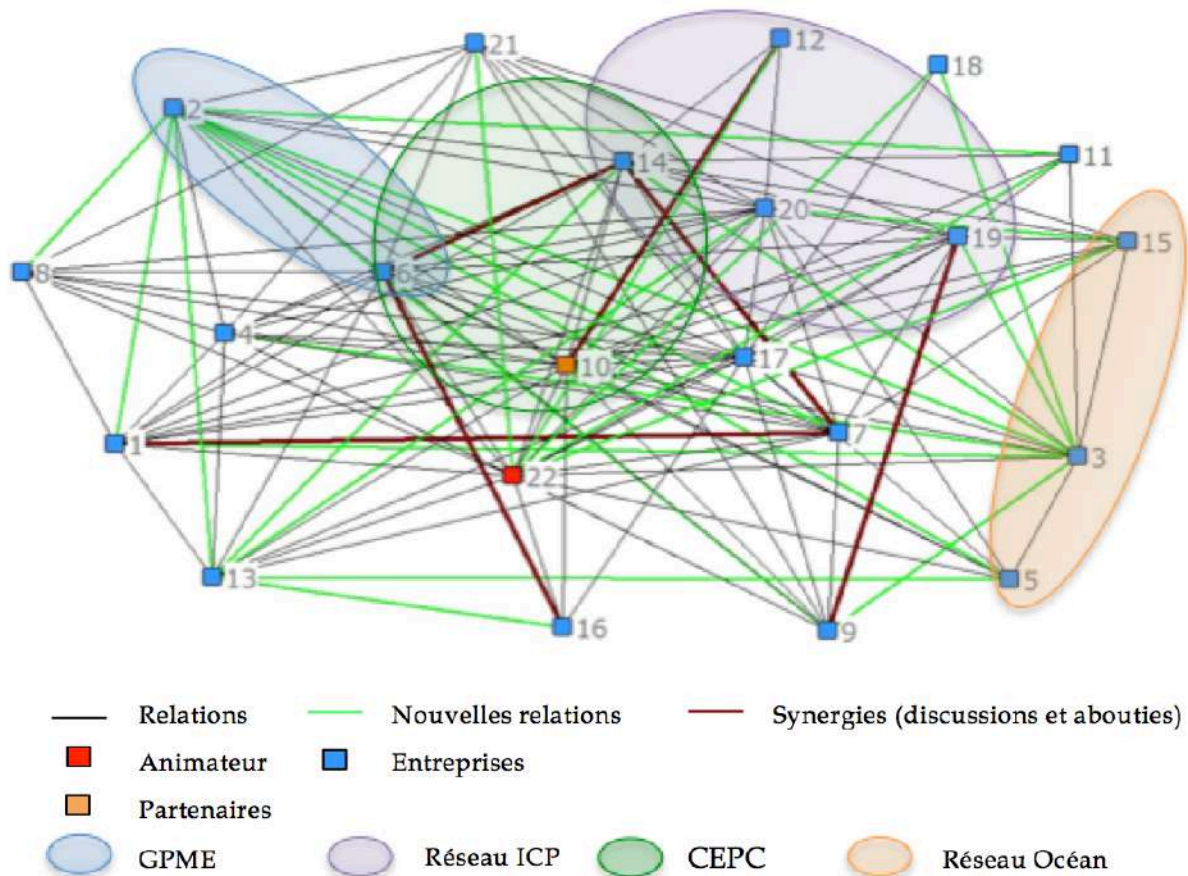 21
12
18
2
11
14
20
19
15
8
6
4
17
10
7
1
3
22
13
5
16
9
Relations
Nouvelles relations
Synergies (discussions et abouties)
Animateur
Entreprises
Partenaires
GPME
Réseau ICP
CEPC
Réseau Océan